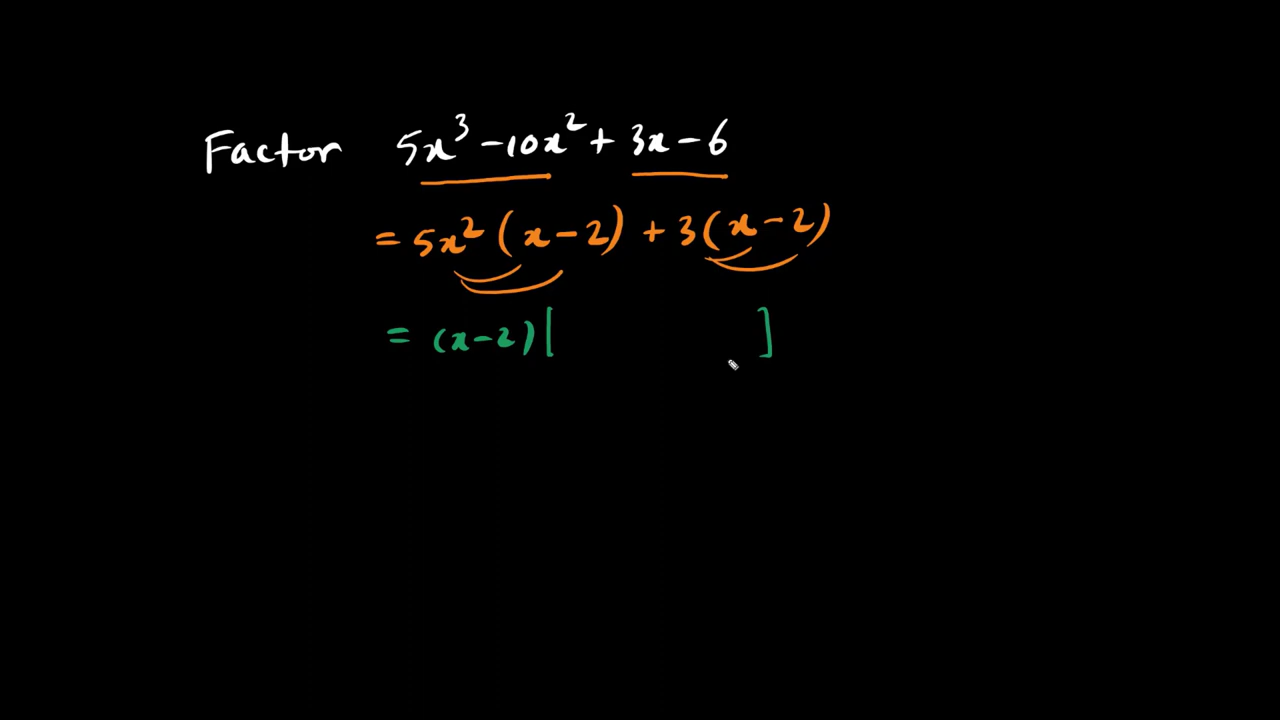 Factor 5x³ - 10x² + 3x - 6
= 5x² (x - 2) + 3 (x - 2)
= (x - 2) [ ]